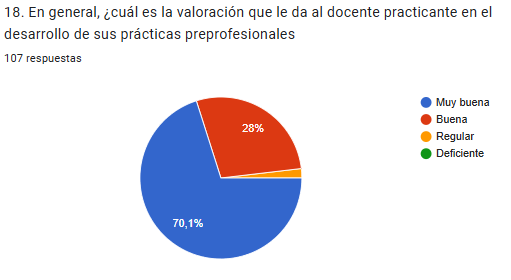 18. En general, ¿cuál es la valoración que le da al docente practicante en el
desarrollo de sus prácticas preprofesionales
107 respuestas
Muy buena
Buena
Regular
Deficiente
28%
70,1%